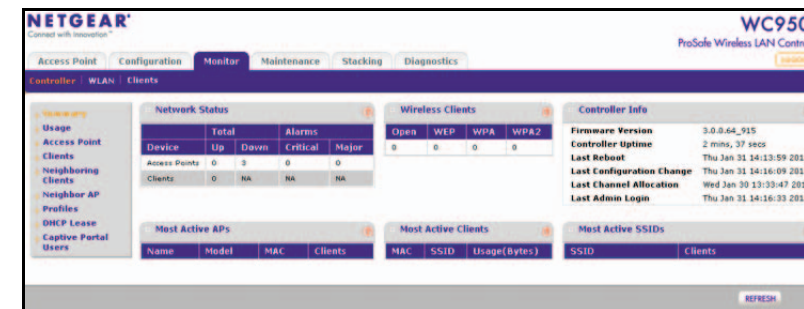 NETGEAR®
Connect with Innovation™
WC950
ProSafe Wireless LAN Contr
Access Point Configuration Monitor Maintenance Stacking Diagnostics
Controller | WLAN | Clients
Usage
Access Point
Clients
Neighboring
Clients
Neighbor AP
Profiles
DHCP Lease
Captive Portal
Users
Network Status
Total Alarms
Device Up Down Critical Major
Access Points 0 3 0 0
Clients 0 NA NA NA
Wireless Clients
Open WEP WPA WPA2
0 0 0 0
Controller Info
Firmware Version 3.0.0.64_915
Controller Uptime 2 mins, 37 secs
Last Reboot Thu Jan 31 14:13:59 201
Last Configuration Change Thu Jan 31 14:16:09 201
Last Channel Allocation Wed Jan 30 13:33:47 201
Last Admin Login Thu Jan 31 14:16:33 201
Most Active APs
Name Model MAC Clients
Most Active Clients
MAC SSID Usage(Bytes)
Most Active SSIDs
SSID Clients
REFRESH